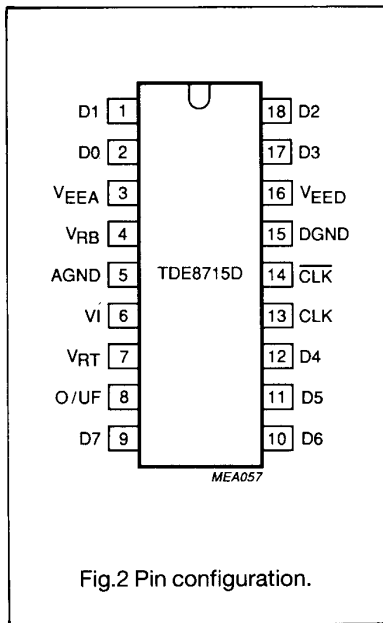 D1 1 18 D2
D0 2 17 D3
VEEA 3 16 VEED
VRB 4 15 DGND
AGND 5 TDE8715D 14 C̅L̅K̅
VI 6 13 CLK
VRT 7 12 D4
O/UF 8 11 D5
D7 9 10 D6
MEA057
Fig.2 Pin configuration.